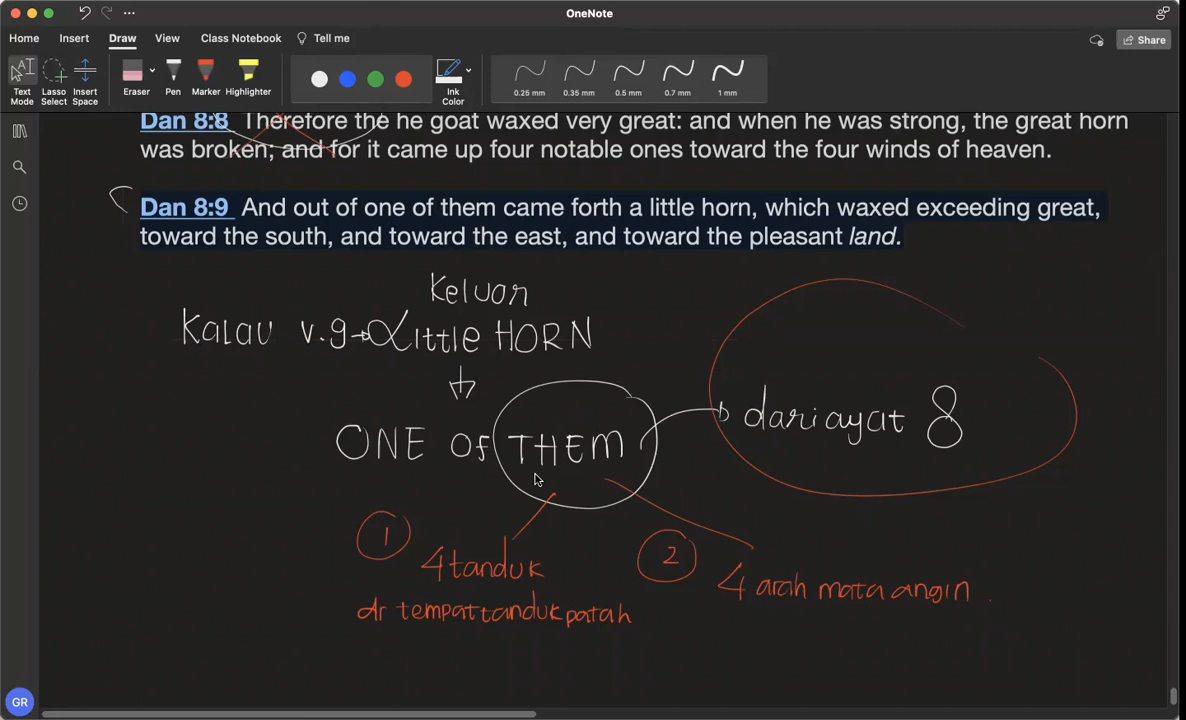 OneNote
Home Insert Draw View Class Notebook Tell me Share
Text Mode Lasso Select Insert Space Eraser Pen Marker Highlighter Ink Color 0.25 mm 0.35 mm 0.5 mm 0.7 mm 1 mm
Dan 8:8 Therefore the he goat waxed very great: and when he was strong, the great horn
was broken; and for it came up four notable ones toward the four winds of heaven.
Dan 8:9 And out of one of them came forth a little horn, which waxed exceeding great,
toward the south, and toward the east, and toward the pleasant land.
Keluar
Kalau v.9 → Little HORN
ONE Of THEM
dari ayat 8
1
4 tanduk
dr tempat tanduk patah
2
4 arah mata angin
GR